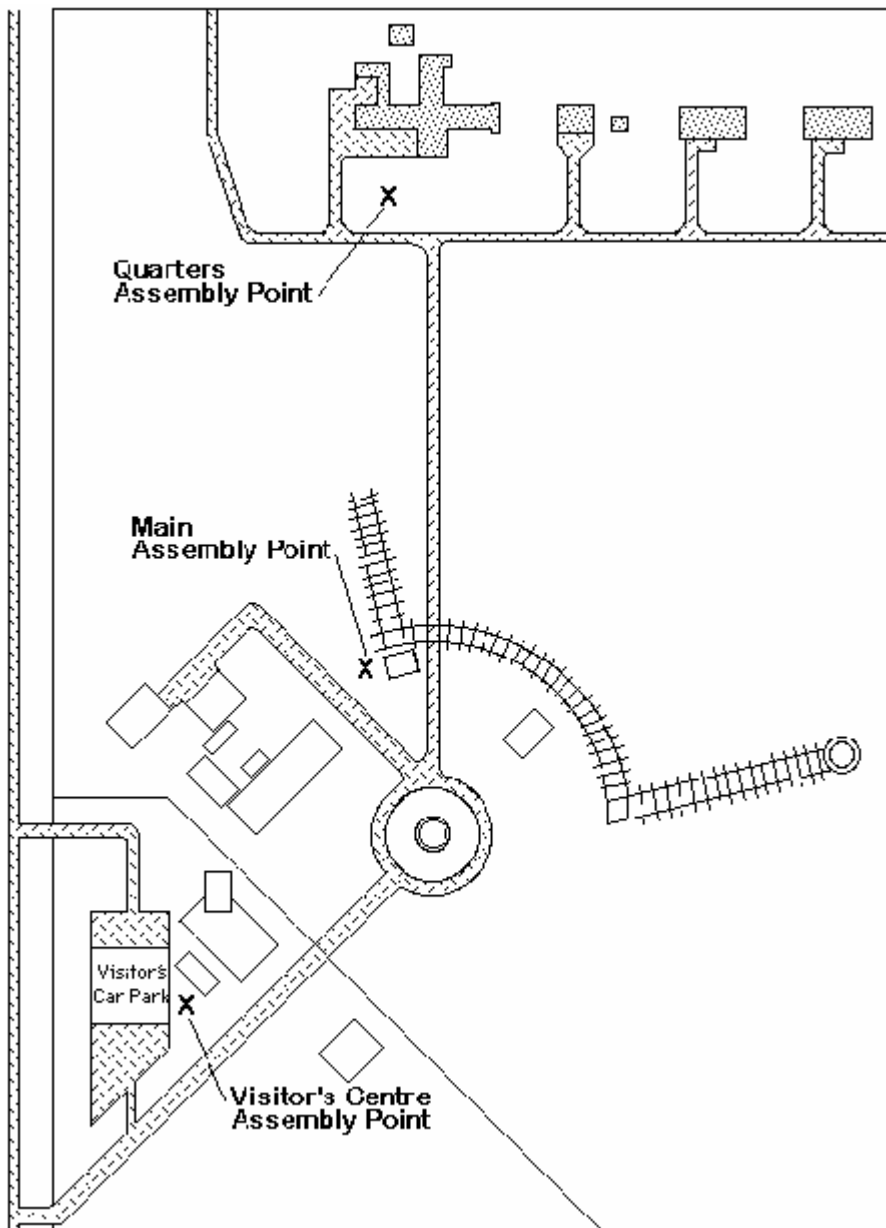 X
Quarters
Assembly Point
Main
Assembly Point
X
Visitor's
Car Park
X
Visitor's Centre
Assembly Point